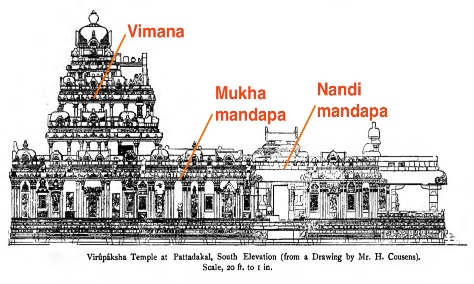 Vimana
Mukha
mandapa
Nandi
mandapa
Virûpâksha Temple at Pattadakal, South Elevation (from a Drawing by Mr. H. Cousens).
Scale, 20 ft. to 1 in.